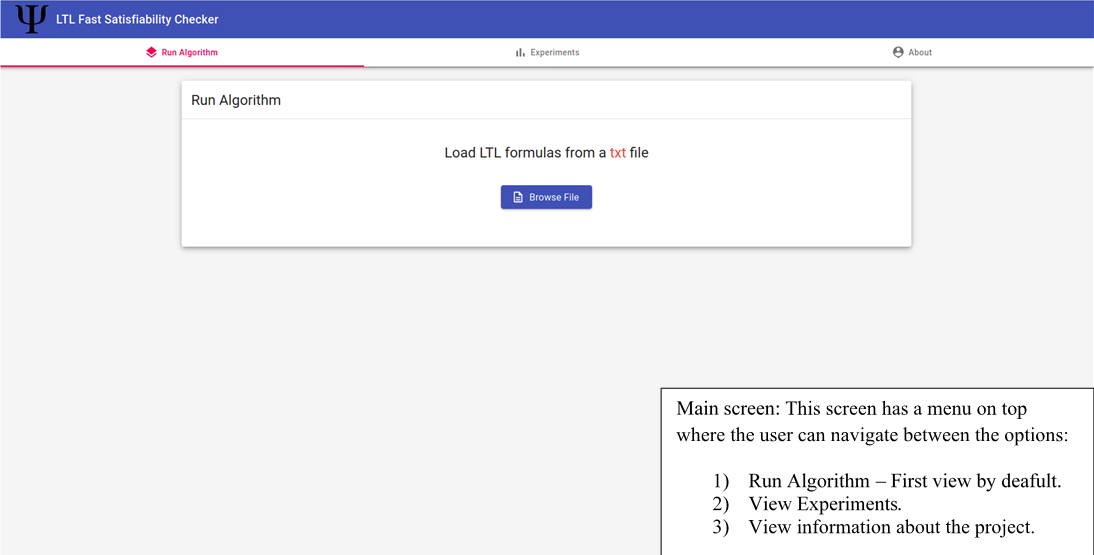 Ψ LTL Fast Satisfiability Checker
Run Algorithm Experiments About
Run Algorithm
Load LTL formulas from a txt file
Browse File
Main screen: This screen has a menu on top
where the user can navigate between the options:
1) Run Algorithm – First view by deafult.
2) View Experiments.
3) View information about the project.